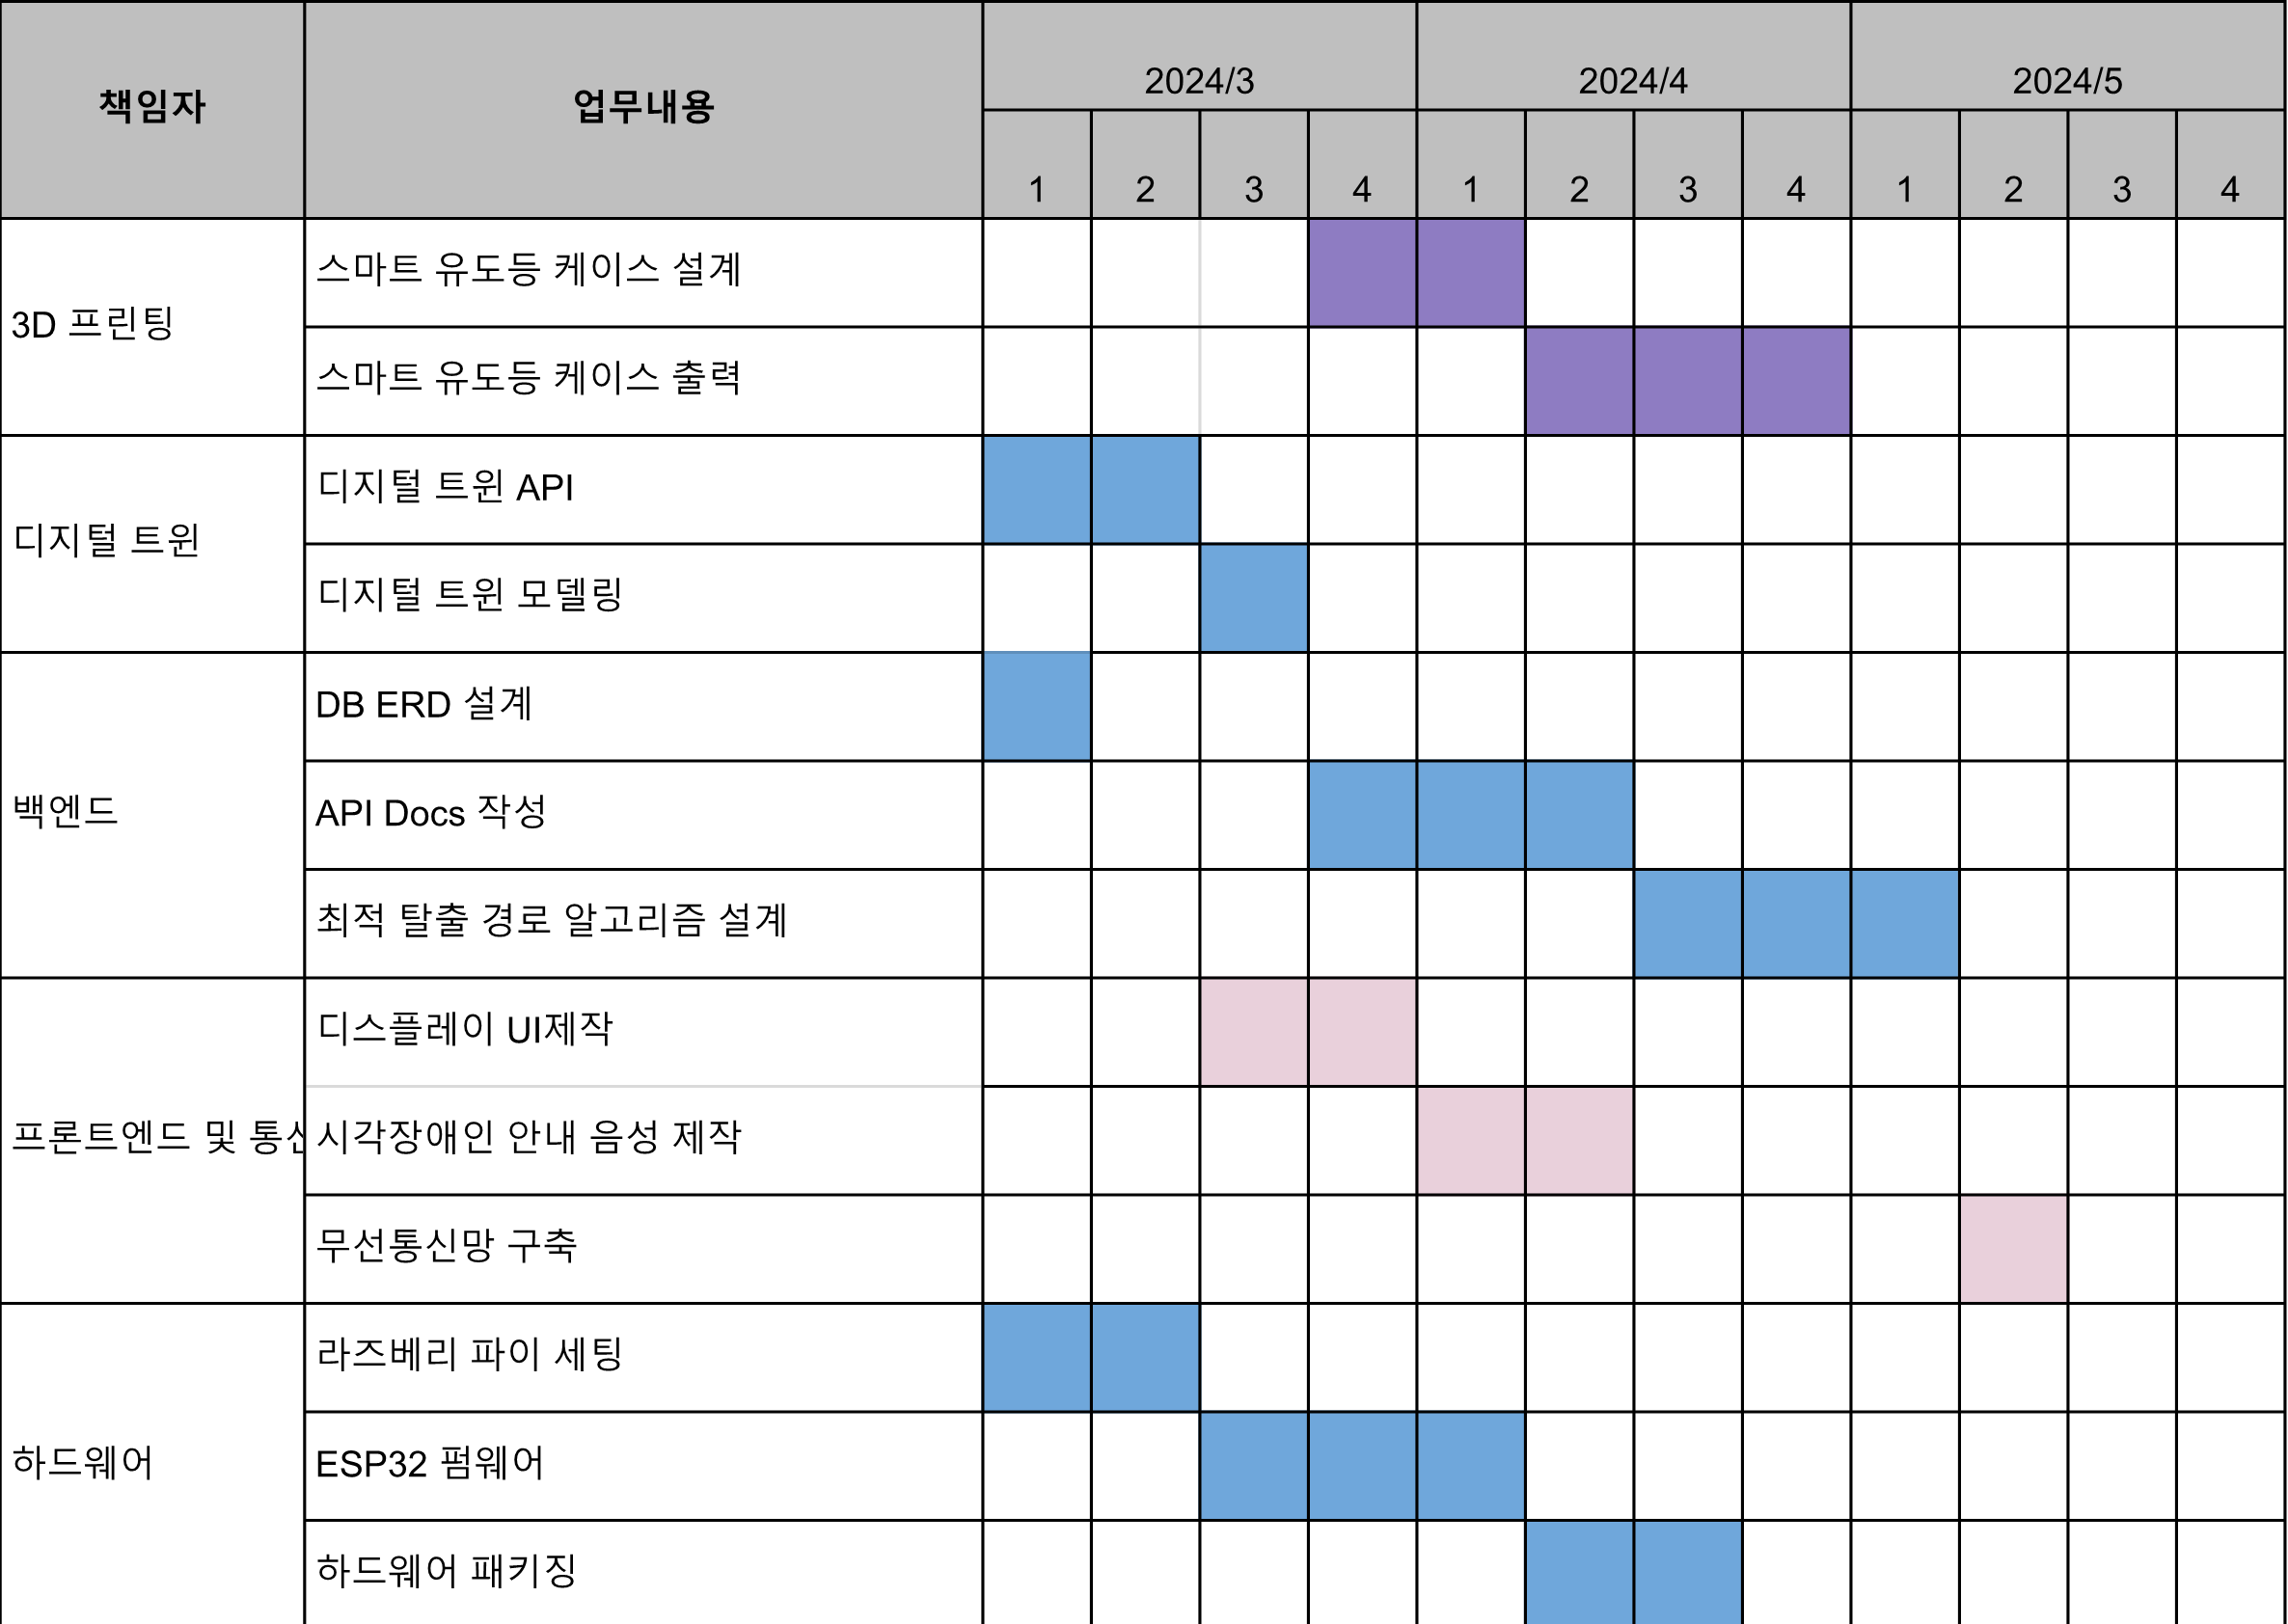 책임자 업무내용 2024/3 2024/4 2024/5
1 2 3 4 1 2 3 4 1 2 3 4
3D 프린팅
스마트 유도등 케이스 설계
스마트 유도등 케이스 출력
디지털 트윈
디지털 트윈 API
디지털 트윈 모델링
백엔드
DB ERD 설계
API Docs 작성
최적 탈출 경로 알고리즘 설계
프론트엔드 및
디스플레이 UI제작
시각장애인 안내 음성 제작
무선통신망 구축
하드웨어
라즈베리 파이 세팅
ESP32 펌웨어
하드웨어 패키징